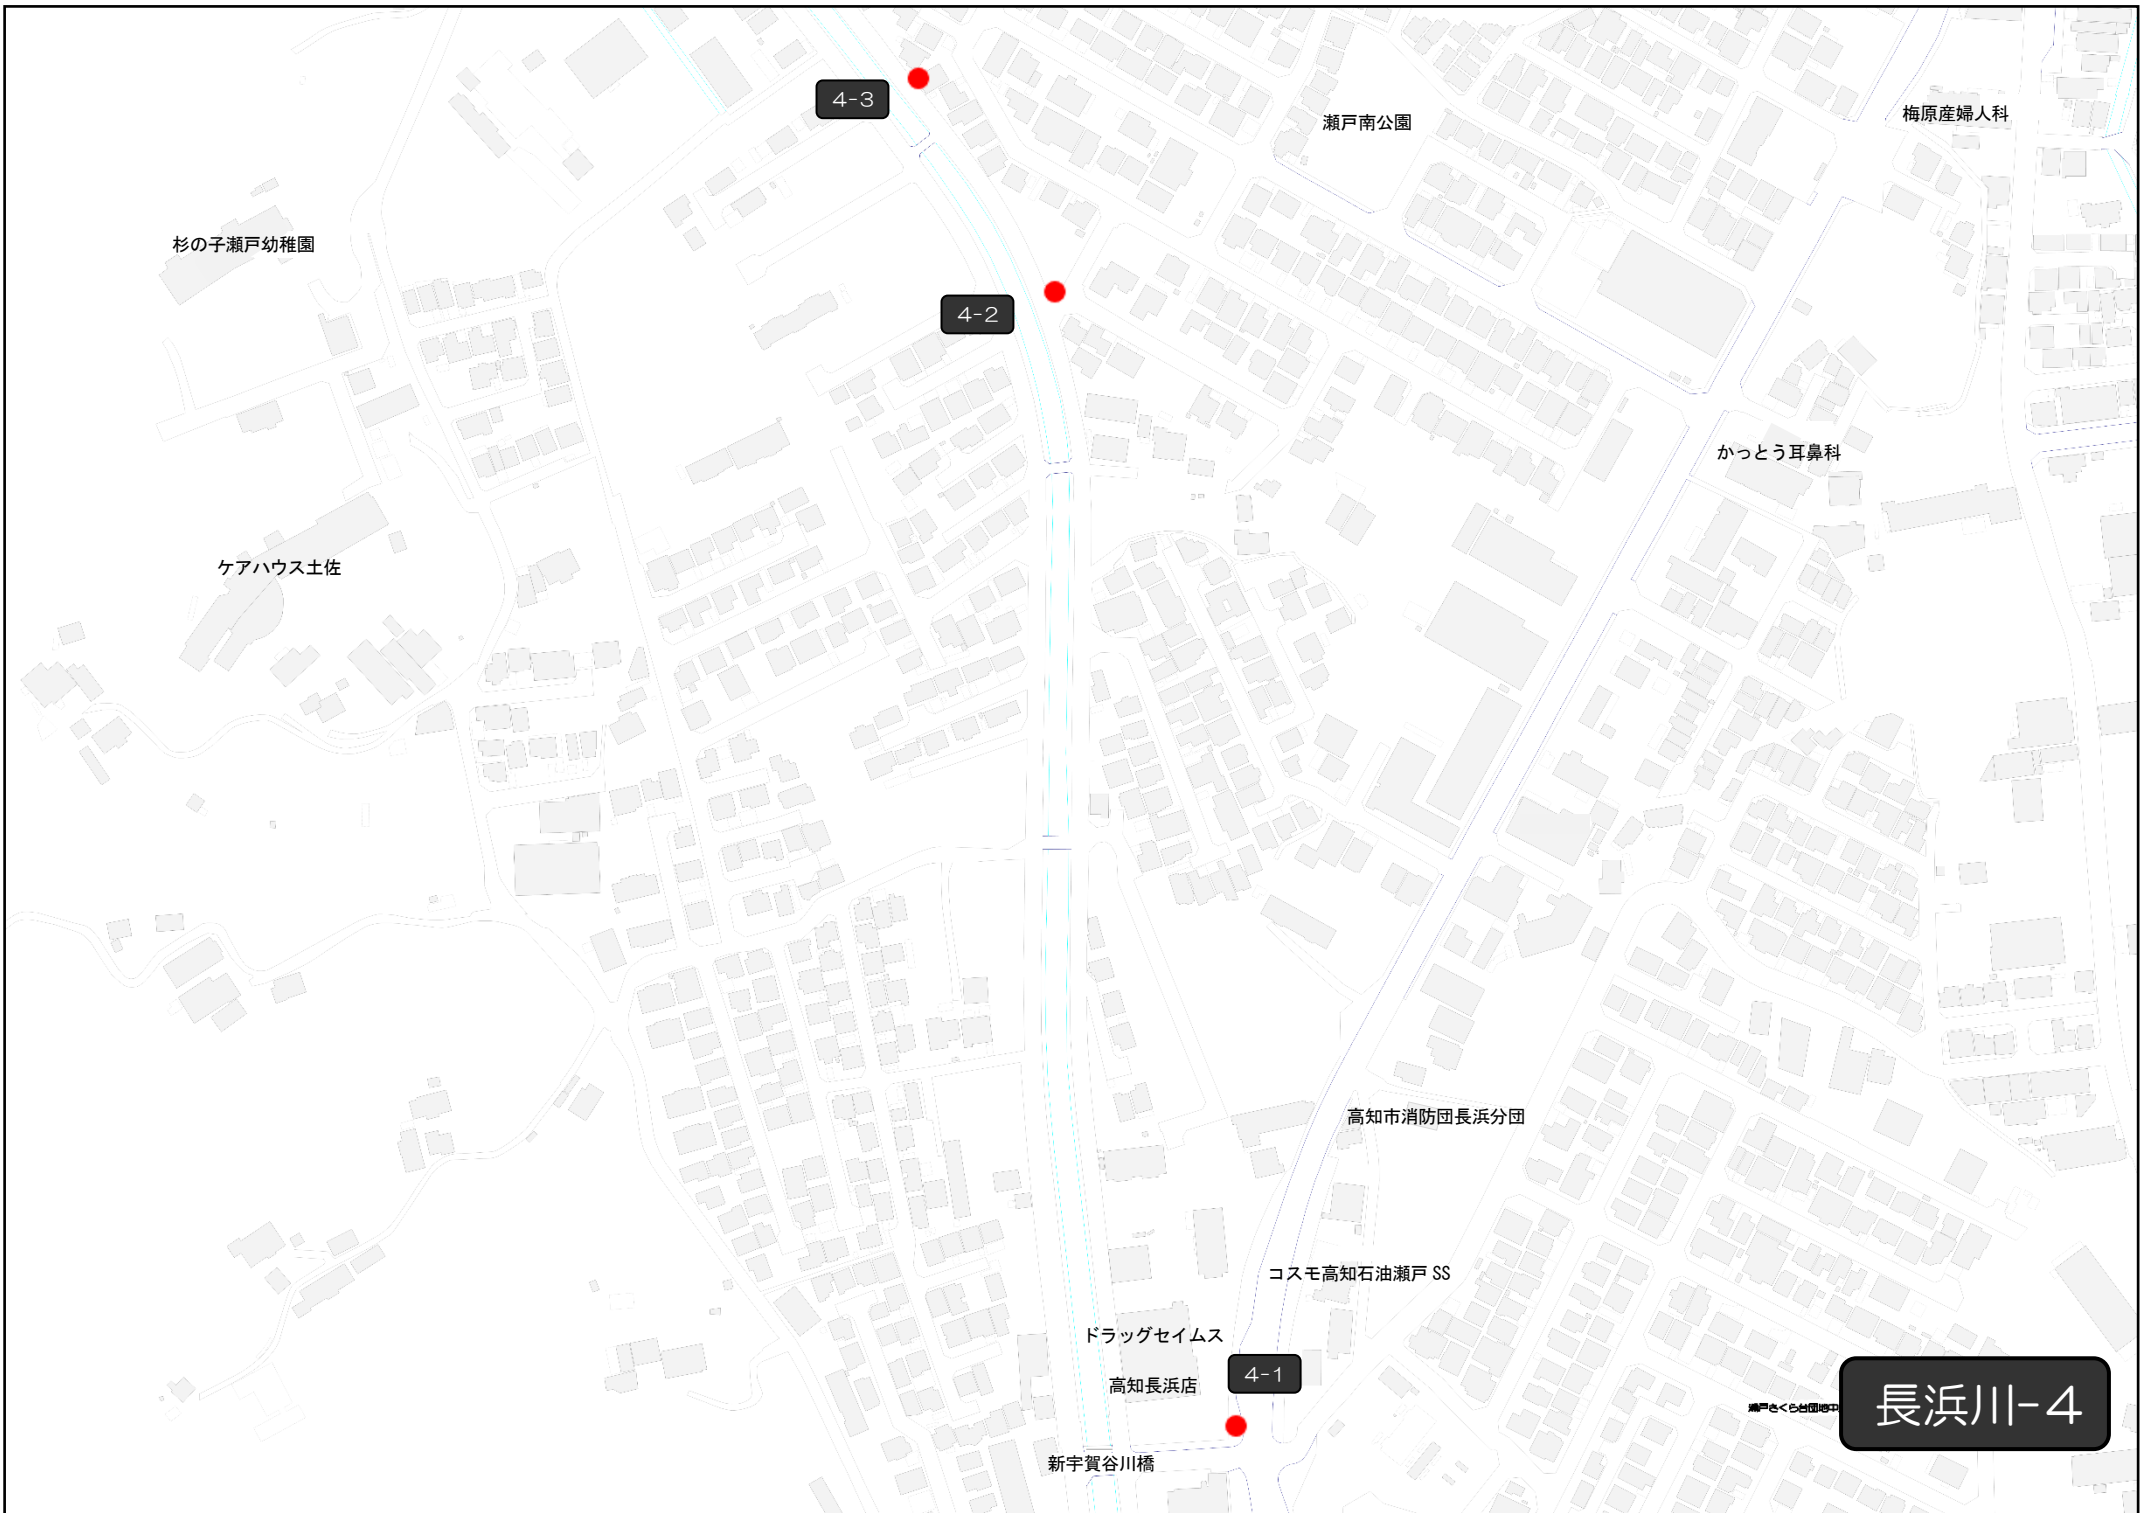 4-3
瀬戸南公園
梅原産婦人科
杉の子瀬戸幼稚園
4-2
かっとう耳鼻科
ケアハウス土佐
高知市消防団長浜分団
コスモ高知石油瀬戸 SS
ドラッグセイムス
高知長浜店
4-1
長浜川-4
新宇賀谷川橋